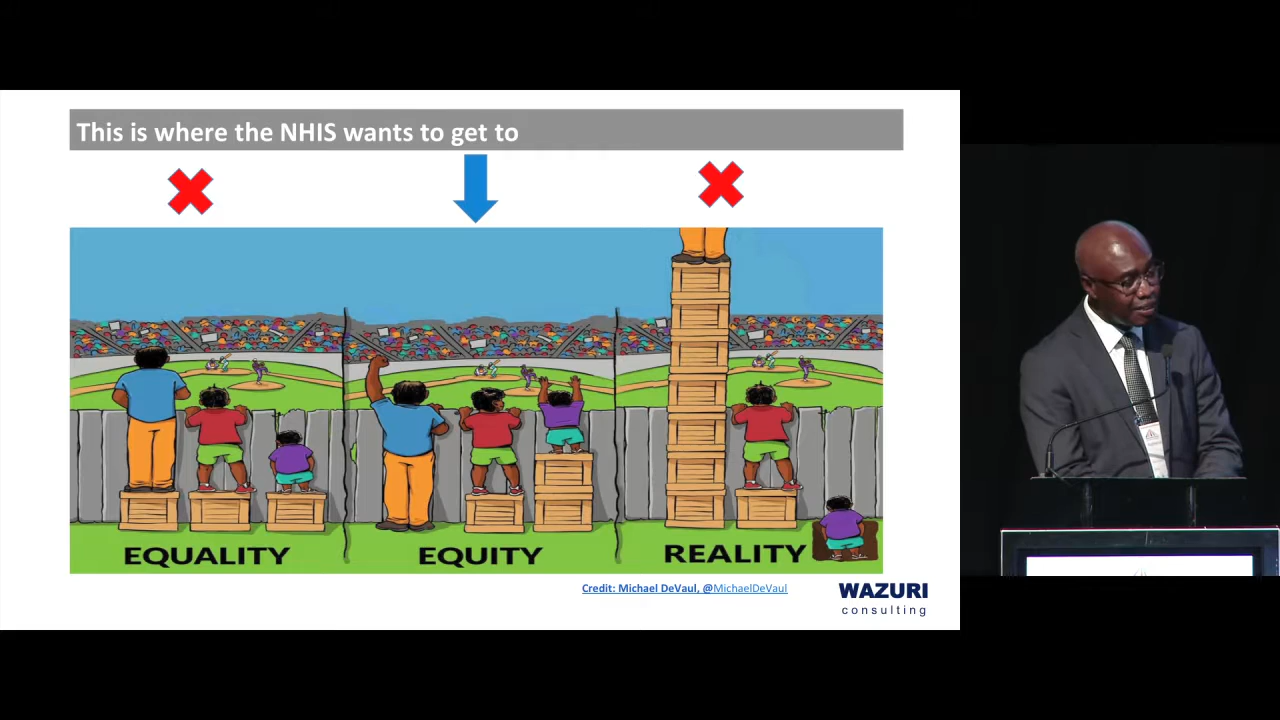 This is where the NHIS wants to get to
EQUALITY
EQUITY
REALITY
Credit: Michael DeVaul, @MichaelDeVaul
WAZURI
consulting